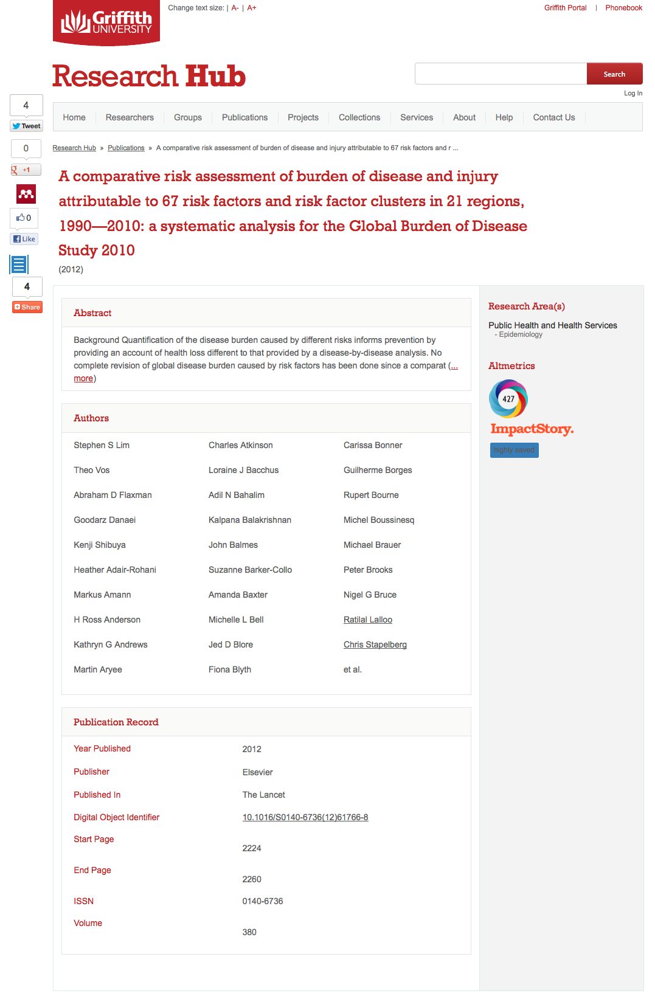 Griffith
UNIVERSITY
Change text size: | A- | A+
Griffith Portal | Phonebook
Research Hub
Search
Log In
4
Tweet
0
+1
0
Like
4
Share
Home Researchers Groups Publications Projects Collections Services About Help Contact Us
Research Hub » Publications » A comparative risk assessment of burden of disease and injury attributable to 67 risk factors and r ...
A comparative risk assessment of burden of disease and injury
attributable to 67 risk factors and risk factor clusters in 21 regions,
1990—2010: a systematic analysis for the Global Burden of Disease
Study 2010
(2012)
Abstract
Background Quantification of the disease burden caused by different risks informs prevention by
providing an account of health loss different to that provided by a disease-by-disease analysis. No
complete revision of global disease burden caused by risk factors has been done since a comparat (...
more)
Authors
Stephen S Lim Charles Atkinson Carissa Bonner
Theo Vos Loraine J Bacchus Guilherme Borges
Abraham D Flaxman Adil N Bahalim Rupert Bourne
Goodarz Danaei Kalpana Balakrishnan Michel Boussinesq
Kenji Shibuya John Balmes Michael Brauer
Heather Adair-Rohani Suzanne Barker-Collo Peter Brooks
Markus Amann Amanda Baxter Nigel G Bruce
H Ross Anderson Michelle L Bell Ratilal Lalloo
Kathryn G Andrews Jed D Blore Chris Stapelberg
Martin Aryee Fiona Blyth et al.
Publication Record
Year Published 2012
Publisher Elsevier
Published In The Lancet
Digital Object Identifier 10.1016/S0140-6736(12)61766-8
Start Page 2224
End Page 2260
ISSN 0140-6736
Volume 380
Research Area(s)
Public Health and Health Services
- Epidemiology
Altmetrics
427
ImpactStory.
highly saved